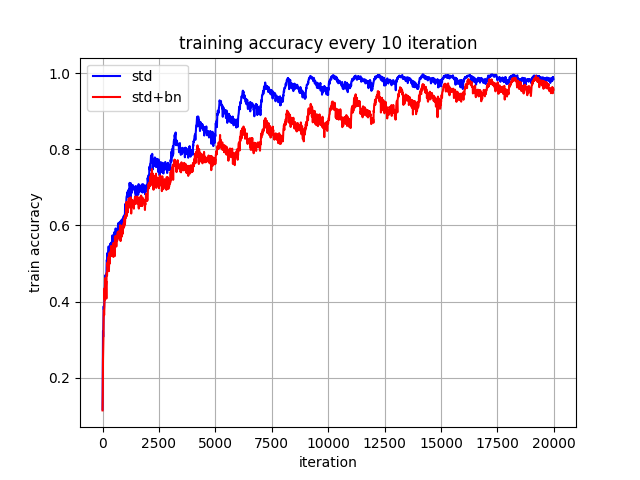 training accuracy every 10 iteration
std
std+bn
1.0
0.8
0.6
0.4
0.2
train accuracy
0 2500 5000 7500 10000 12500 15000 17500 20000
iteration